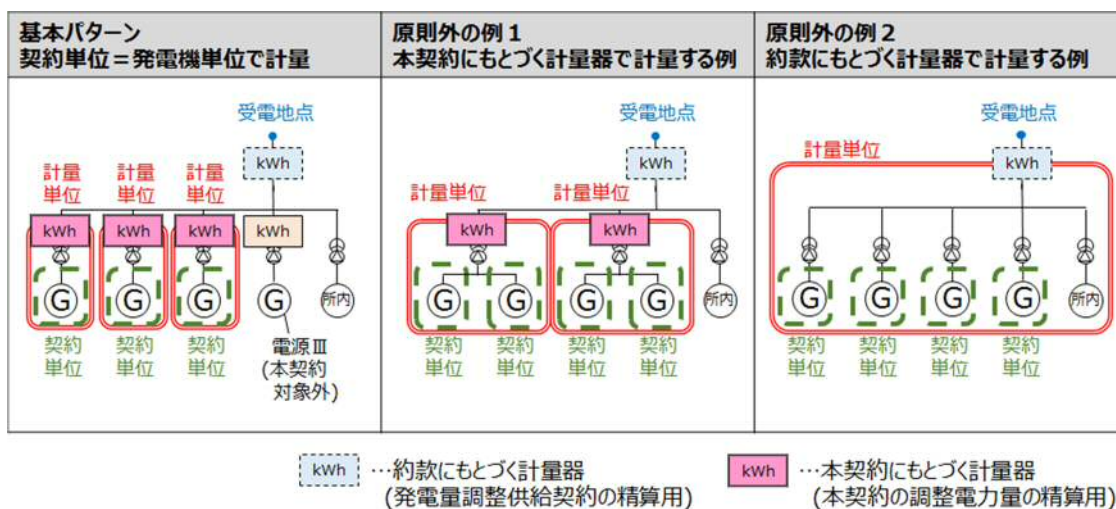 基本パターン
契約単位＝発電機単位で計量
原則外の例１
本契約にもとづく計量器で計量する例
原則外の例２
約款にもとづく計量器で計量する例
受電地点
kWh
計量
単位
計量
単位
計量
単位
kWh
kWh
kWh
kWh
G
G
G
G
所内
契約
単位
契約
単位
契約
単位
電源Ⅲ
(本契約
対象外)
受電地点
kWh
計量単位
計量単位
kWh
kWh
G
G
G
G
所内
契約
単位
契約
単位
契約
単位
契約
単位
受電地点
計量単位
kWh
G
G
G
G
所内
契約
単位
契約
単位
契約
単位
契約
単位
kWh …約款にもとづく計量器
(発電量調整供給契約の精算用)
kWh …本契約にもとづく計量器
(本契約の調整電力量の精算用)